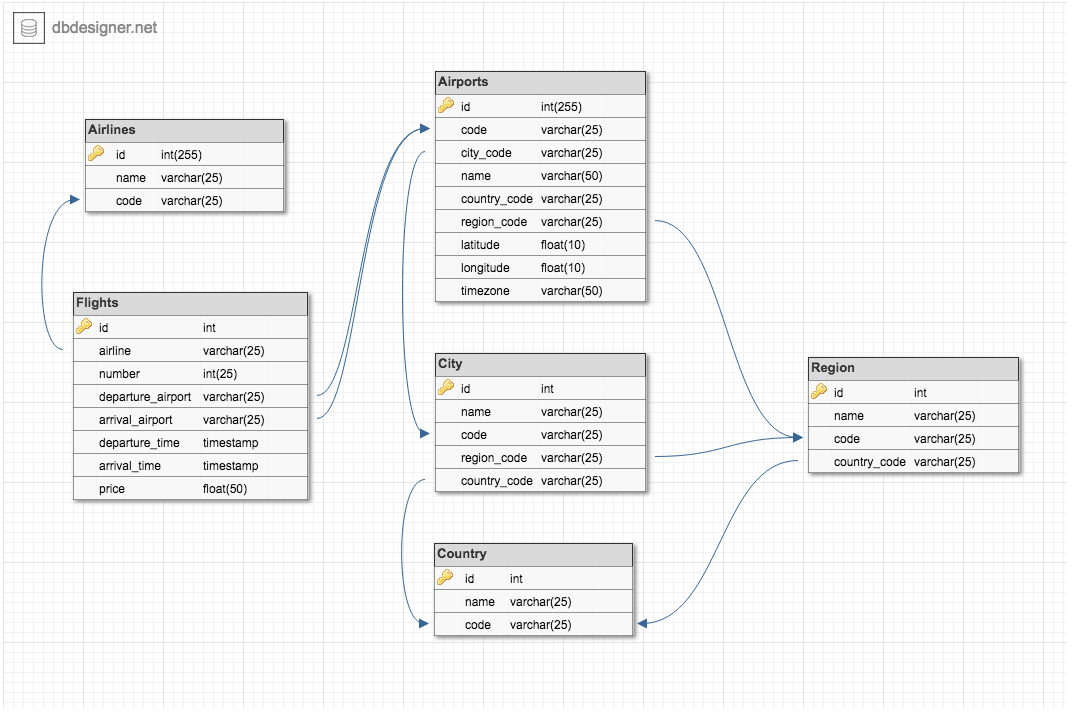 dbdesigner.net
Airlines
id int(255)
name varchar(25)
code varchar(25)
Flights
id int
airline varchar(25)
number int(25)
departure_airport varchar(25)
arrival_airport varchar(25)
departure_time timestamp
arrival_time timestamp
price float(50)
Airports
id int(255)
code varchar(25)
city_code varchar(25)
name varchar(50)
country_code varchar(25)
region_code varchar(25)
latitude float(10)
longitude float(10)
timezone varchar(50)
City
id int
name varchar(25)
code varchar(25)
region_code varchar(25)
country_code varchar(25)
Country
id int
name varchar(25)
code varchar(25)
Region
id int
name varchar(25)
code varchar(25)
country_code varchar(25)